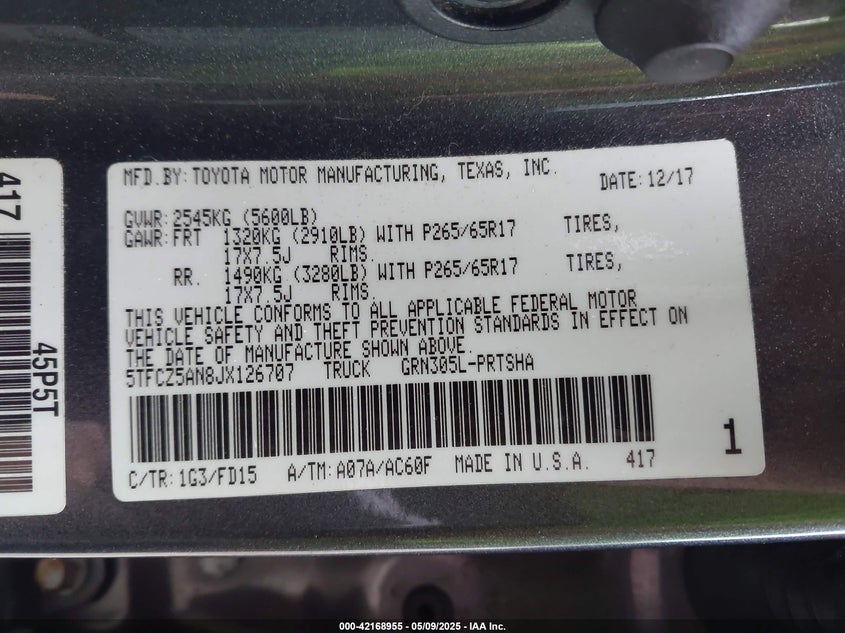 MFD.BY: TOYOTA MOTOR MANUFACTURING, TEXAS, INC. DATE: 12/17
GVWR: 2545KG (5600LB)
GAWR: FRT 1320KG (2910LB) WITH P265/65R17 TIRES,
17X7.5J RIMS.
RR. 1490KG (3280LB) WITH P265/65R17 TIRES,
17X7.5J RIMS.
THIS VEHICLE CONFORMS TO ALL APPLICABLE FEDERAL MOTOR
VEHICLE SAFETY AND THEFT PREVENTION STANDARDS IN EFFECT ON
THE DATE OF MANUFACTURE SHOWN ABOVE.
5TFCZ5AN8JX126707 TRUCK GRN305L-PRTSHA
C/TR: 1G3/FD15 A/TM: A07A/AC60F MADE IN U.S.A. 417
1
417
45P5T
000-42168955 - 05/09/2025 - IAA Inc.